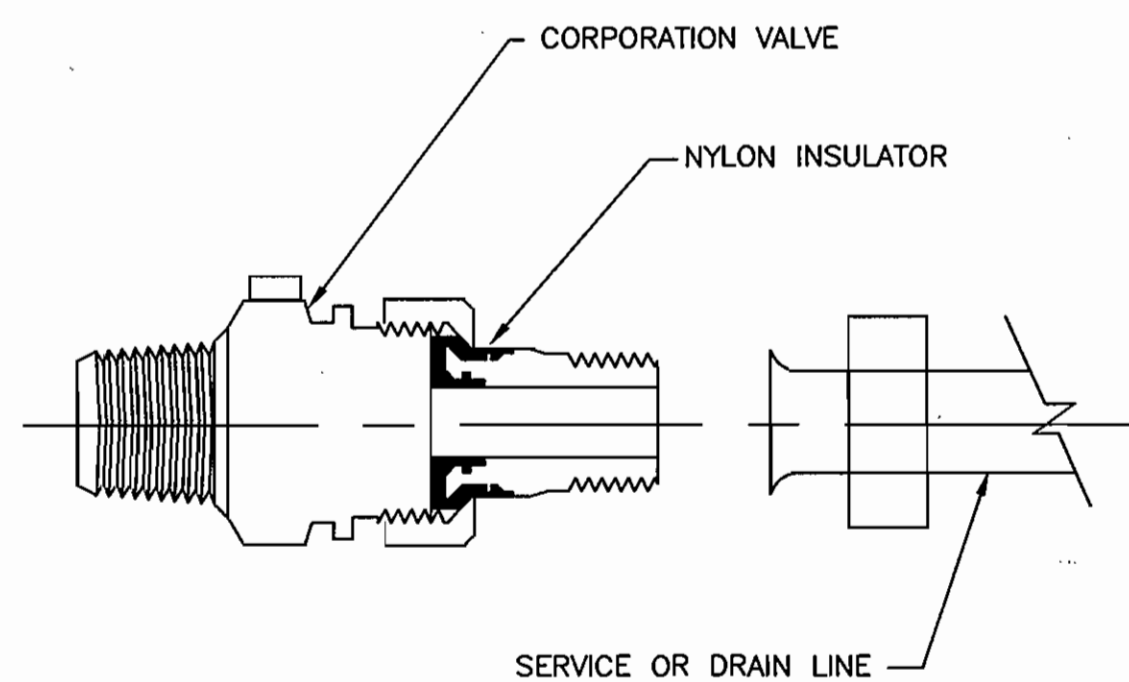 CORPORATION VALVE
NYLON INSULATOR
SERVICE OR DRAIN LINE